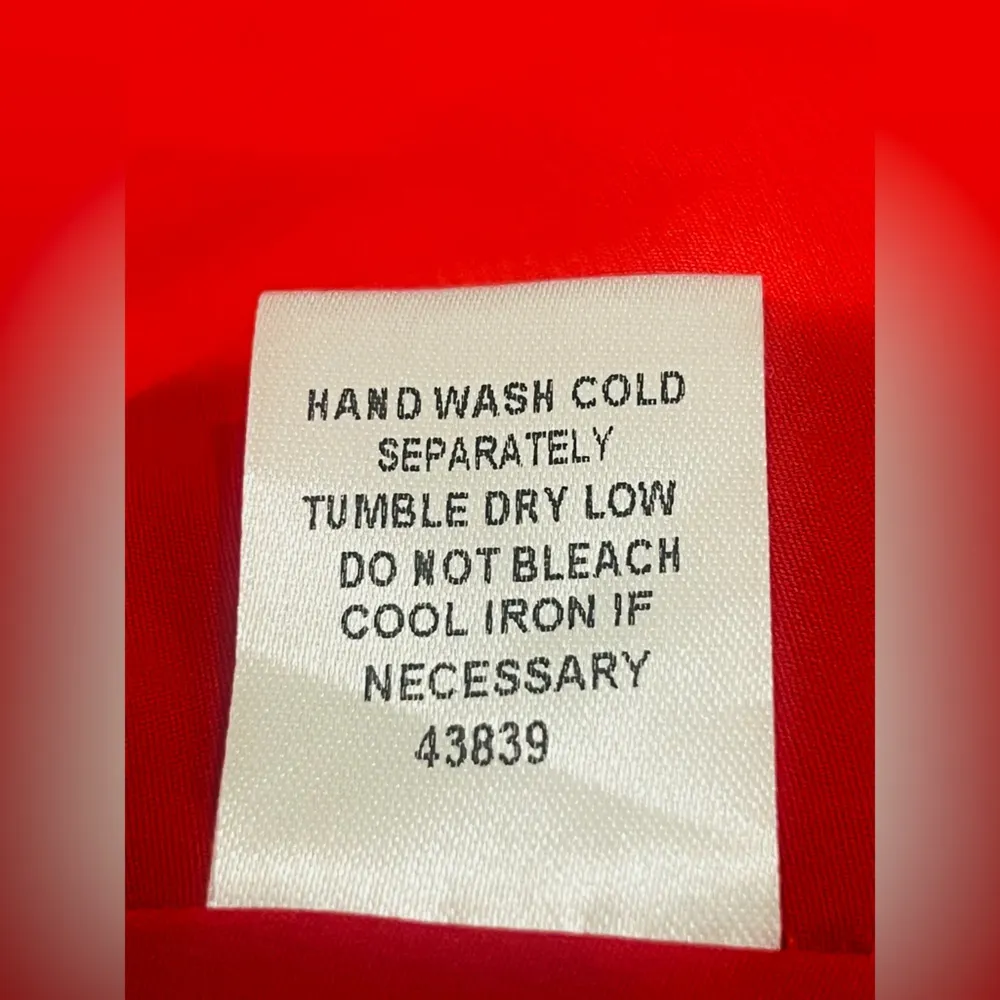 HAND WASH COLD
SEPARATELY
TUMBLE DRY LOW
DO NOT BLEACH
COOL IRON IF
NECESSARY
43839